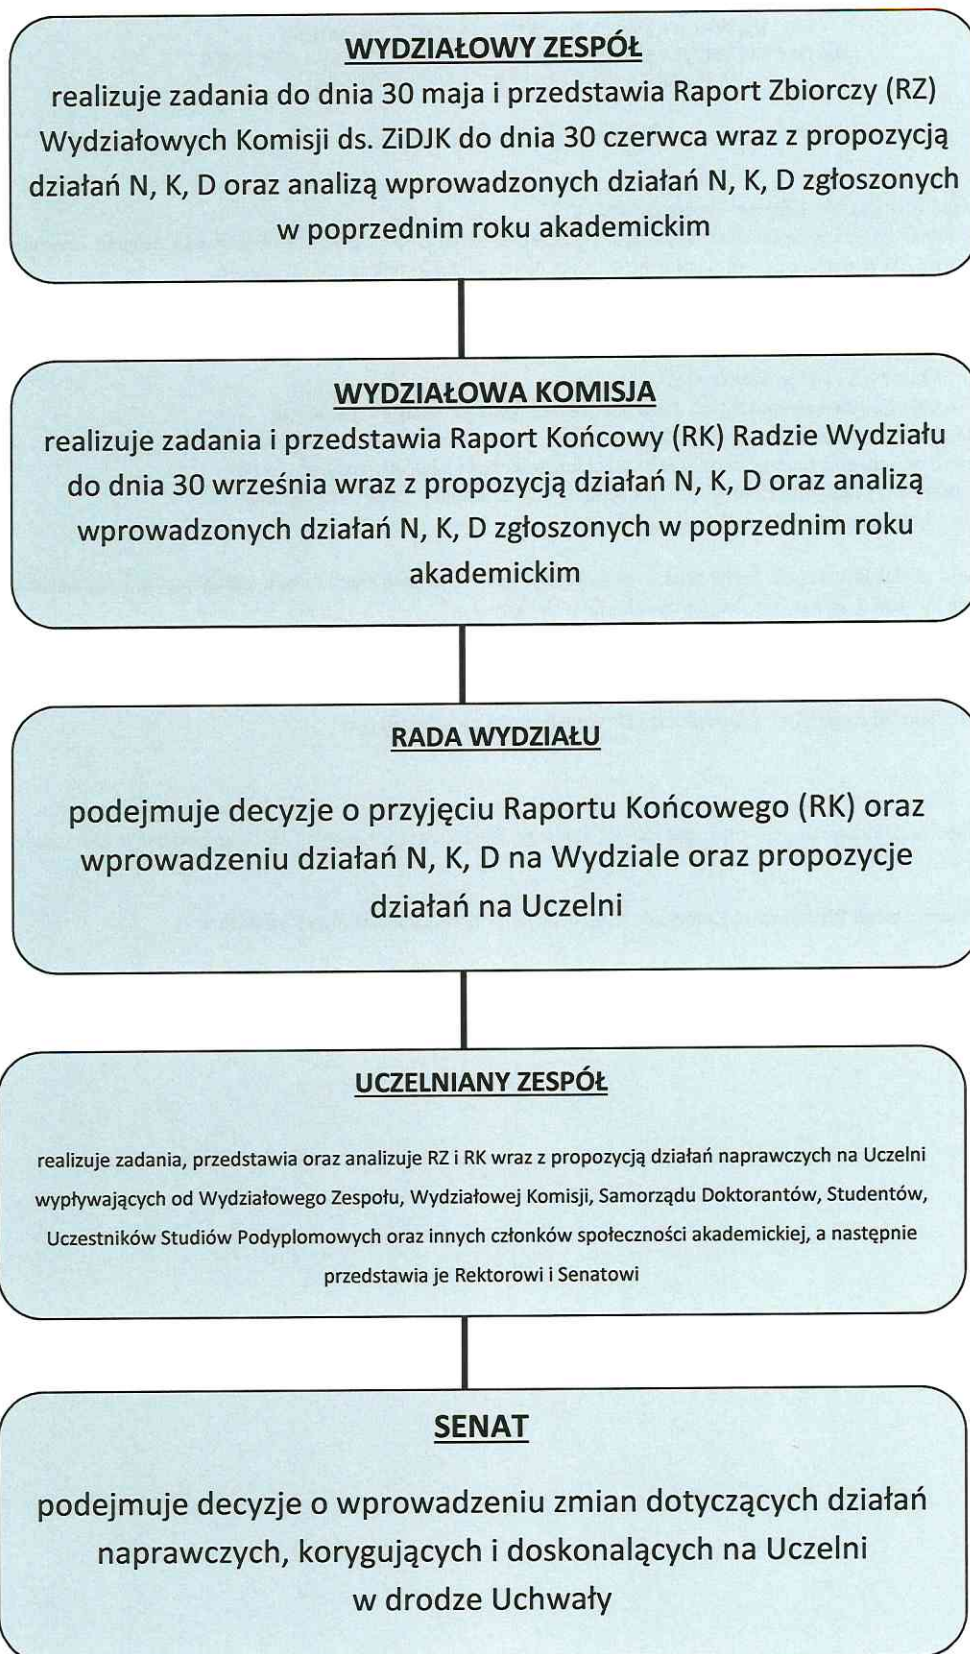 WYDZIAŁOWY ZESPÓŁ
realizuje zadania do dnia 30 maja i przedstawia Raport Zbiorczy (RZ)
Wydziałowych Komisji ds. ZiDJK do dnia 30 czerwca wraz z propozycją
działań N, K, D oraz analizą wprowadzonych działań N, K, D zgłoszonych
w poprzednim roku akademickim
WYDZIAŁOWA KOMISJA
realizuje zadania i przedstawia Raport Końcowy (RK) Radzie Wydziału
do dnia 30 września wraz z propozycją działań N, K, D oraz analizą
wprowadzonych działań N, K, D zgłoszonych w poprzednim roku
akademickim
RADA WYDZIAŁU
podejmuje decyzje o przyjęciu Raportu Końcowego (RK) oraz
wprowadzeniu działań N, K, D na Wydziale oraz propozycje
działań na Uczelni
UCZELNIANY ZESPÓŁ
realizuje zadania, przedstawia oraz analizuje RZ i RK wraz z propozycją działań naprawczych na Uczelni
wypływających od Wydziałowego Zespołu, Wydziałowej Komisji, Samorządu Doktorantów, Studentów,
Uczestników Studiów Podyplomowych oraz innych członków społeczności akademickiej, a następnie
przedstawia je Rektorowi i Senatowi
SENAT
podejmuje decyzje o wprowadzeniu zmian dotyczących działań
naprawczych, korygujących i doskonalących na Uczelni
w drodze Uchwały